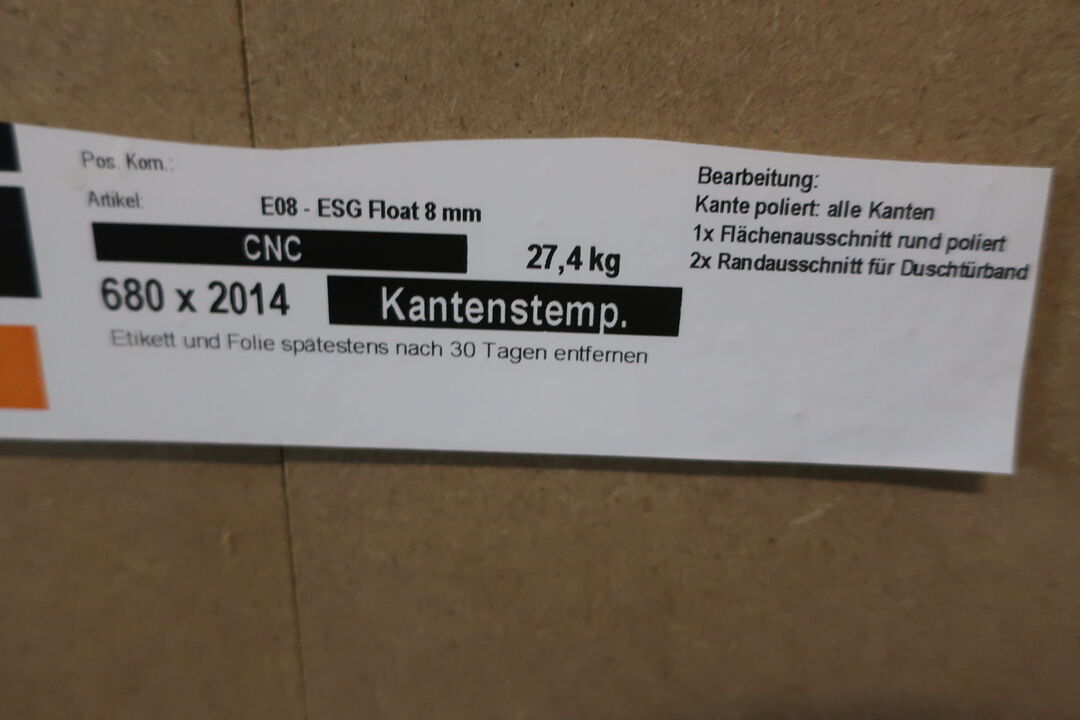 Pos. Kom.:
Artikel: E08 - ESG Float 8 mm
CNC
27,4 kg
680 x 2014
Kantenstemp.
Etikett und Folie spätestens nach 30 Tagen entfernen
Bearbeitung:
Kante poliert: alle Kanten
1x Flächenausschnitt rund poliert
2x Randausschnitt für Duschtürband